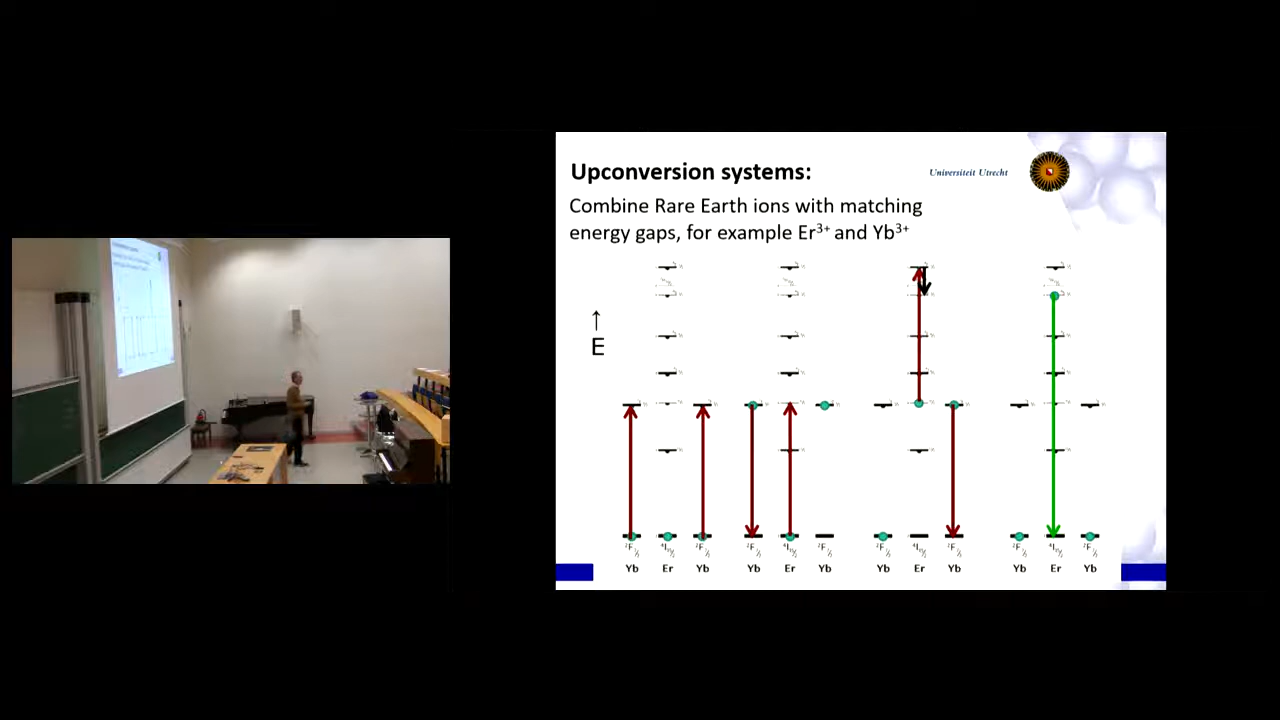 Upconversion systems:
Universiteit Utrecht
Combine Rare Earth ions with matching
energy gaps, for example Er³⁺ and Yb³⁺
↑
E
Yb Er Yb Yb Er Yb Yb Er Yb Yb Er Yb